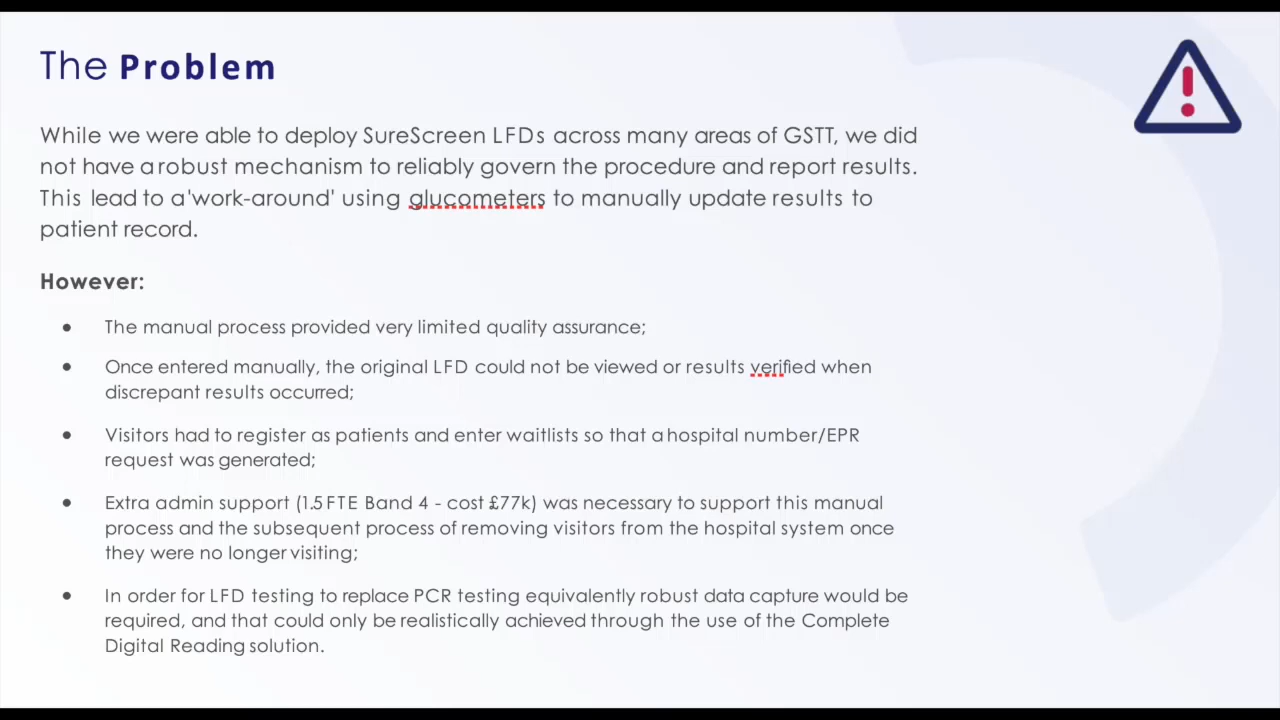 The Problem
While we were able to deploy SureScreen LFDs across many areas of GSTT, we did
not have a robust mechanism to reliably govern the procedure and report results.
This lead to a 'work-around' using glucometers to manually update results to
patient record.
However:
● The manual process provided very limited quality assurance;
● Once entered manually, the original LFD could not be viewed or results verified when
discrepant results occurred;
● Visitors had to register as patients and enter waitlists so that a hospital number/EPR
request was generated;
● Extra admin support (1.5 FTE Band 4 - cost £77k) was necessary to support this manual
process and the subsequent process of removing visitors from the hospital system once
they were no longer visiting;
● In order for LFD testing to replace PCR testing equivalently robust data capture would be
required, and that could only be realistically achieved through the use of the Complete
Digital Reading solution.